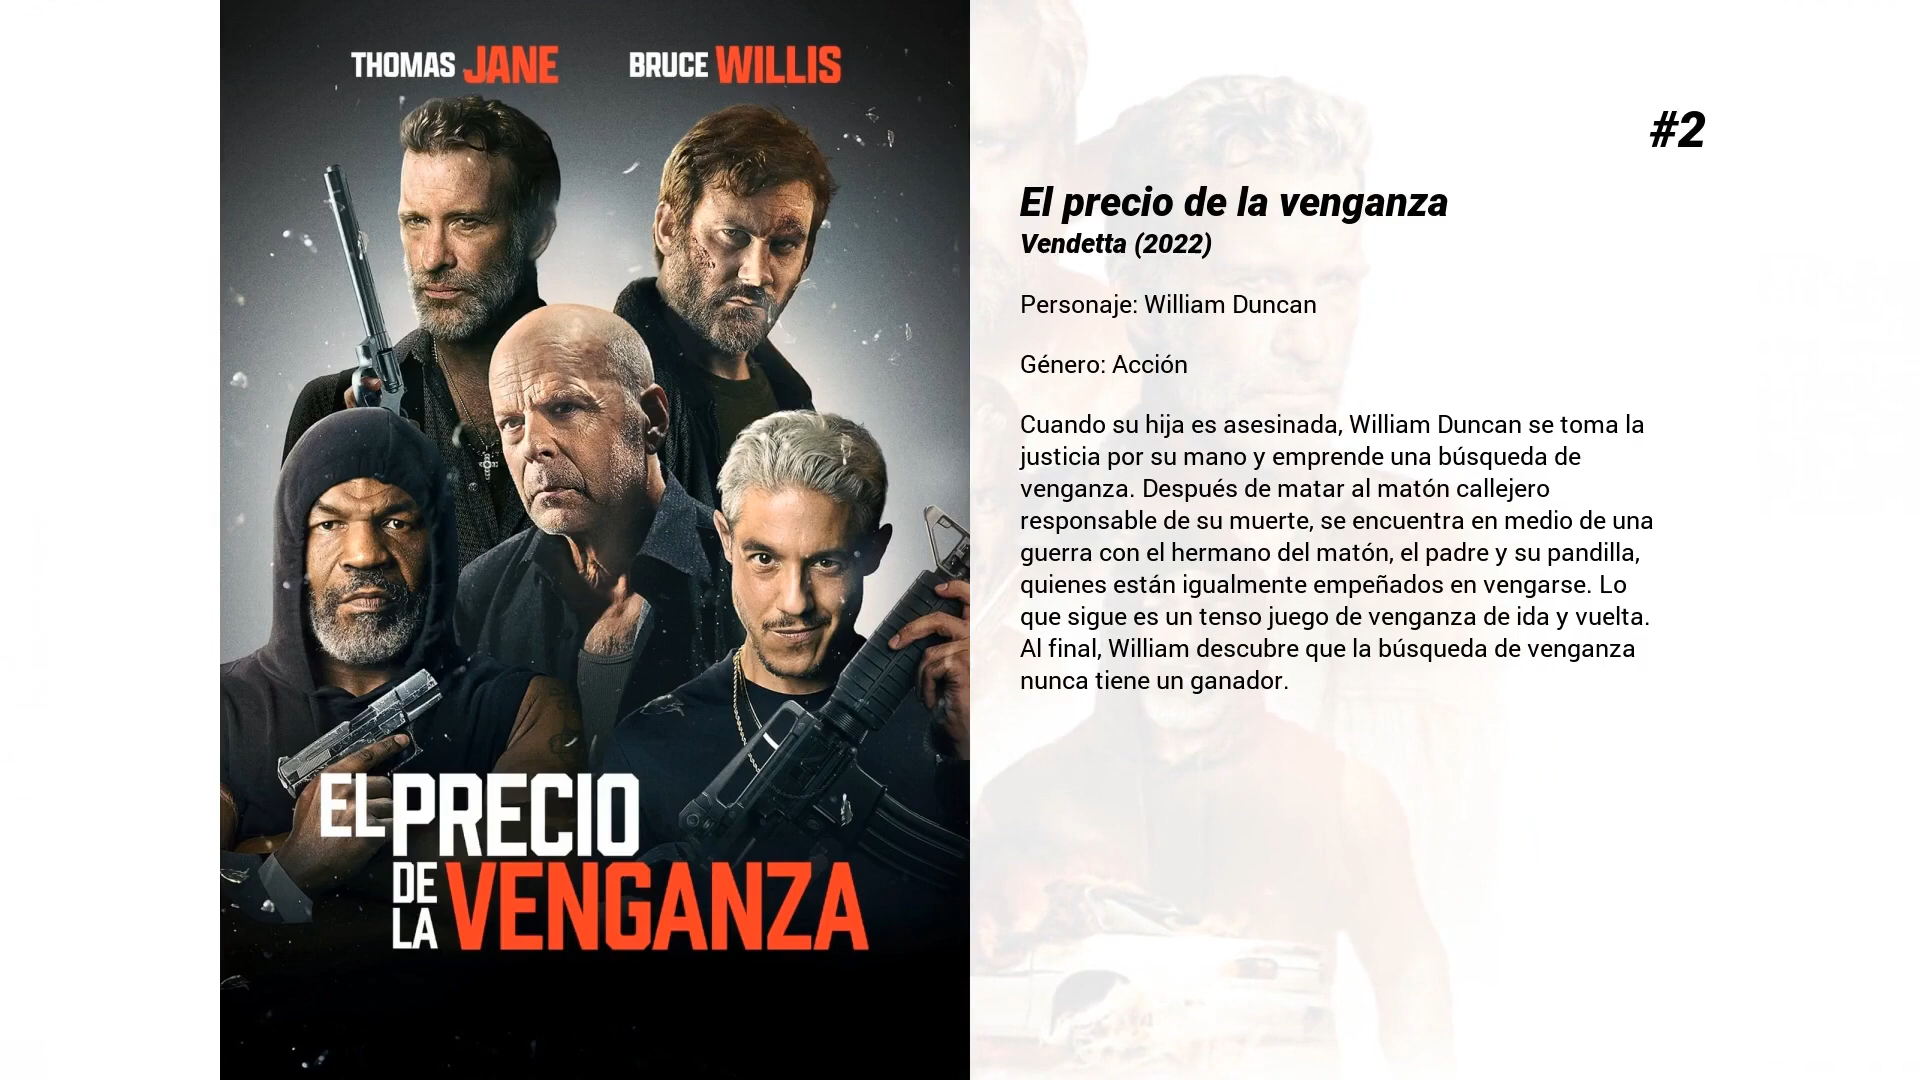 THOMAS JANE
BRUCE WILLIS
EL PRECIO
DE
LA VENGANZA
#2
El precio de la venganza
Vendetta (2022)
Personaje: William Duncan
Género: Acción
Cuando su hija es asesinada, William Duncan se toma la
justicia por su mano y emprende una búsqueda de
venganza. Después de matar al matón callejero
responsable de su muerte, se encuentra en medio de una
guerra con el hermano del matón, el padre y su pandilla,
quienes están igualmente empeñados en vengarse. Lo
que sigue es un tenso juego de venganza de ida y vuelta.
Al final, William descubre que la búsqueda de venganza
nunca tiene un ganador.